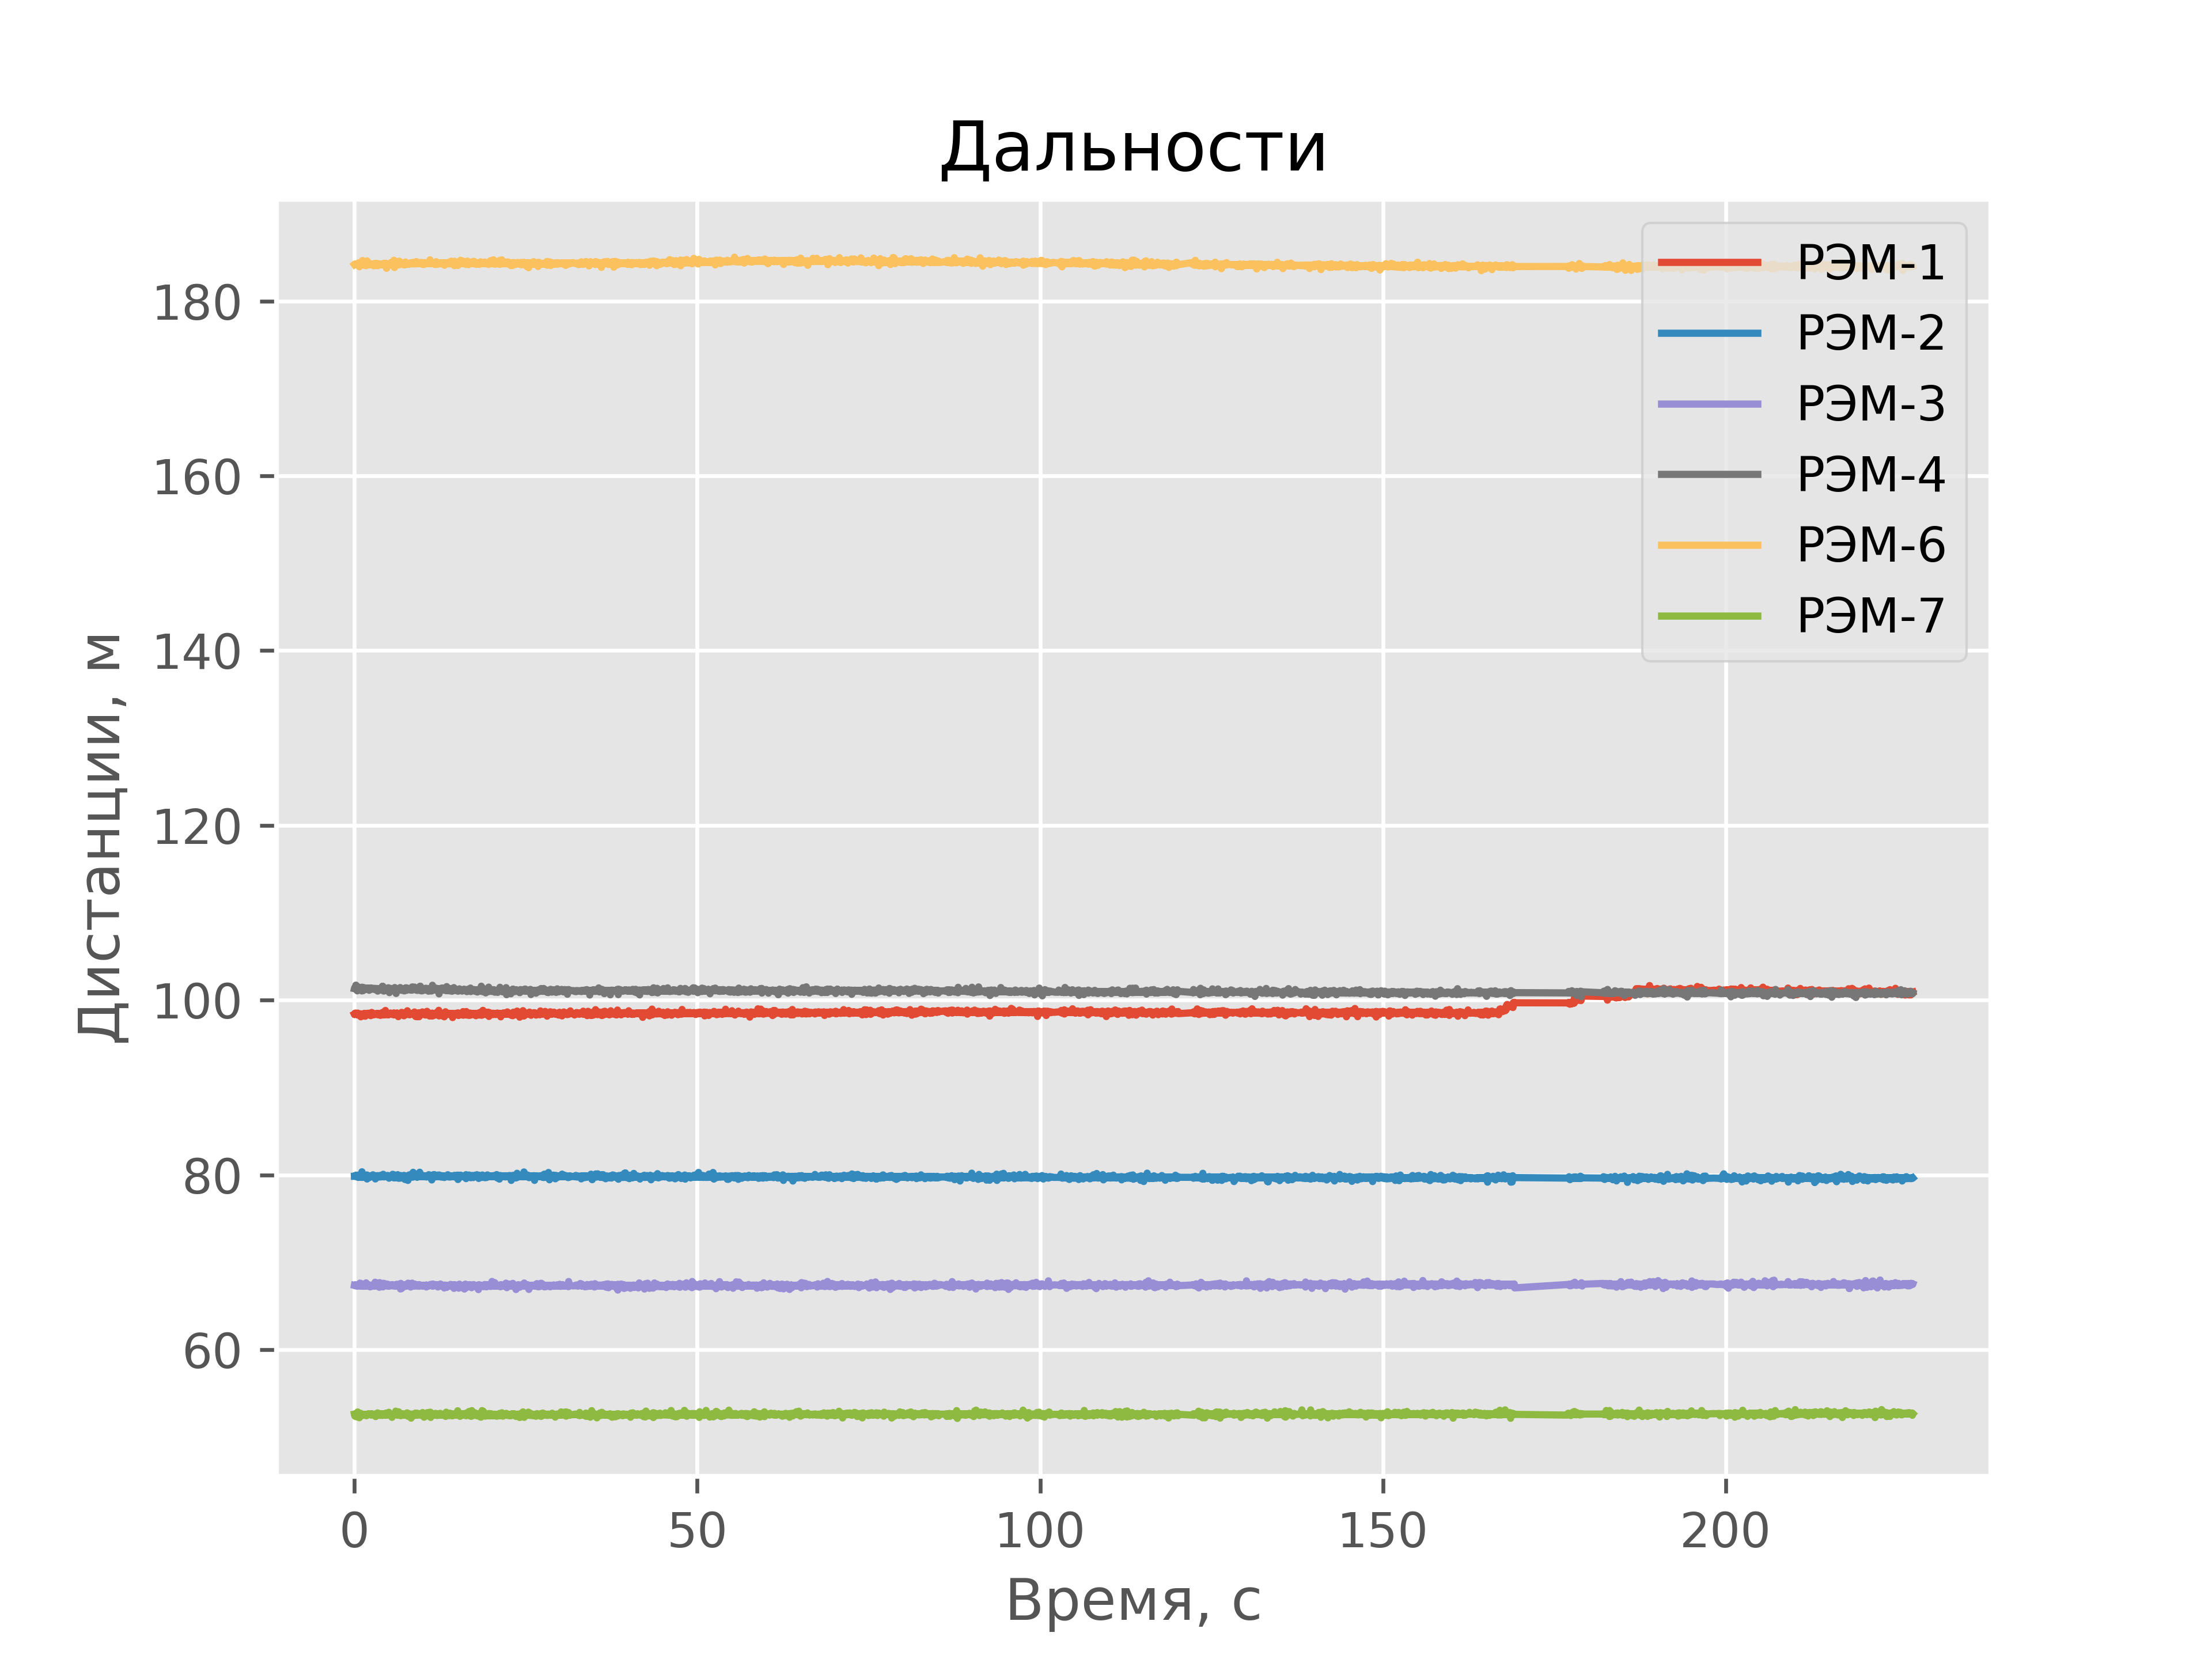 Дальности
РЭМ-1
РЭМ-2
РЭМ-3
РЭМ-4
РЭМ-6
РЭМ-7
Дистанции, м
180
160
140
120
100
80
60
0 50 100 150 200
Время, с